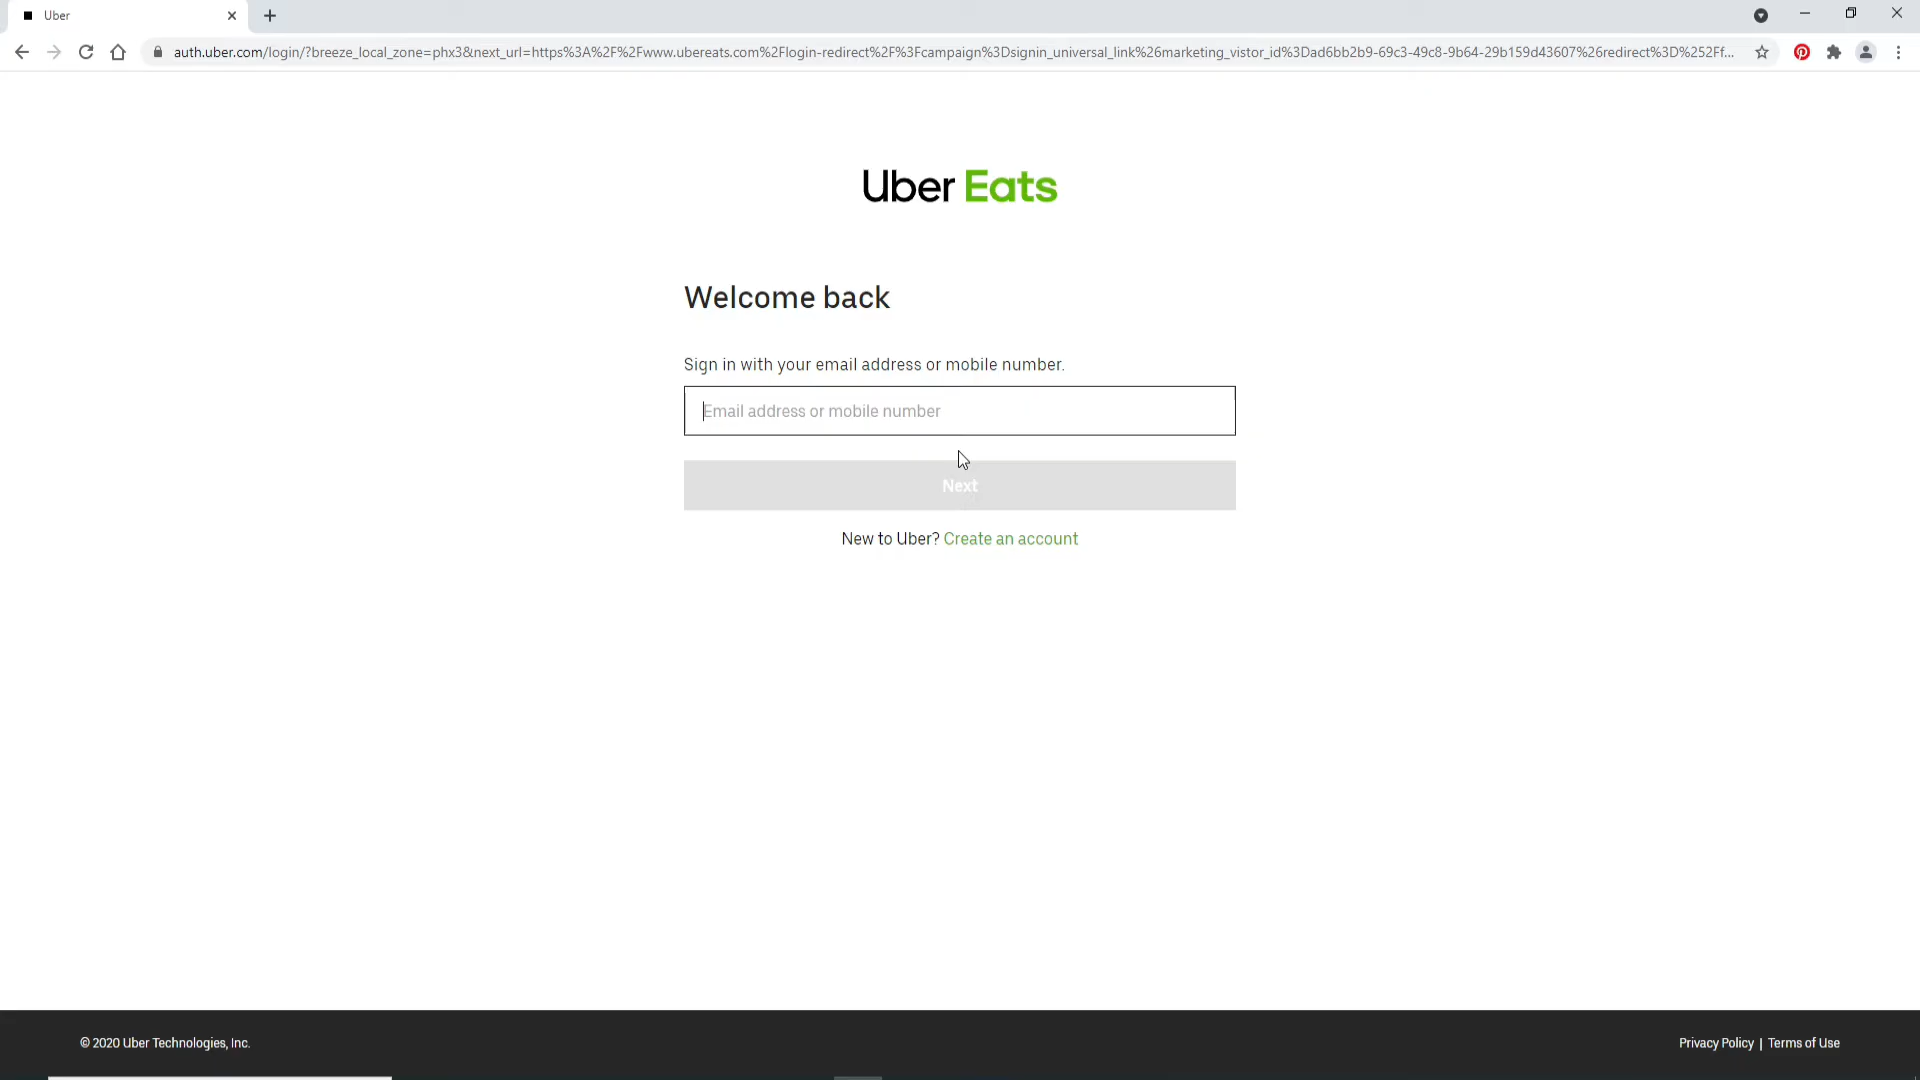 Uber
auth.uber.com/login/?breeze_local_zone=phx3&next_url=https%3A%2F%2Fwww.ubereats.com%2Flogin-redirect%2F%3Fcampaign%3Dsignin_universal_link%26marketing_vistor_id%3Dad6bb2b9-69c3-49c8-9b64-29b159d43607%26redirect%3D%252Ff...
Uber Eats
Welcome back
Sign in with your email address or mobile number.
Email address or mobile number
Next
New to Uber? Create an account
© 2020 Uber Technologies, Inc.
Privacy Policy | Terms of Use